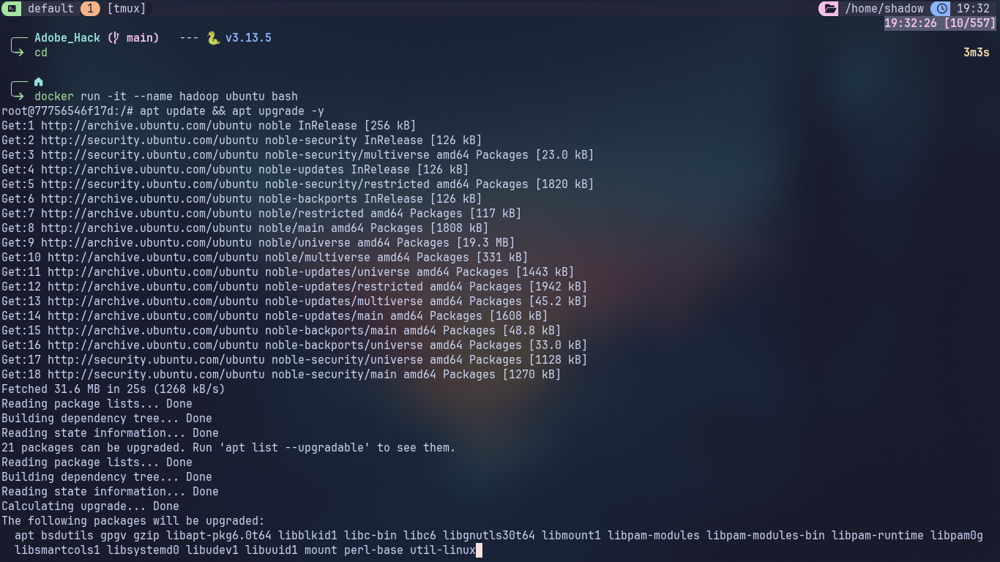 default 1 [tmux] /home/shadow 19:32
19:32:26 [10/557]
Adobe_Hack ( main) --- v3.13.5
cd 3m3s
docker run -it --name hadoop ubuntu bash
root@77756546f17d:/# apt update && apt upgrade -y
Get:1 http://archive.ubuntu.com/ubuntu noble InRelease [256 kB]
Get:2 http://security.ubuntu.com/ubuntu noble-security InRelease [126 kB]
Get:3 http://security.ubuntu.com/ubuntu noble-security/multiverse amd64 Packages [23.0 kB]
Get:4 http://archive.ubuntu.com/ubuntu noble-updates InRelease [126 kB]
Get:5 http://security.ubuntu.com/ubuntu noble-security/restricted amd64 Packages [1820 kB]
Get:6 http://archive.ubuntu.com/ubuntu noble-backports InRelease [126 kB]
Get:7 http://archive.ubuntu.com/ubuntu noble/restricted amd64 Packages [117 kB]
Get:8 http://archive.ubuntu.com/ubuntu noble/main amd64 Packages [1808 kB]
Get:9 http://archive.ubuntu.com/ubuntu noble/universe amd64 Packages [19.3 MB]
Get:10 http://archive.ubuntu.com/ubuntu noble/multiverse amd64 Packages [331 kB]
Get:11 http://archive.ubuntu.com/ubuntu noble-updates/universe amd64 Packages [1443 kB]
Get:12 http://archive.ubuntu.com/ubuntu noble-updates/restricted amd64 Packages [1942 kB]
Get:13 http://archive.ubuntu.com/ubuntu noble-updates/multiverse amd64 Packages [45.2 kB]
Get:14 http://archive.ubuntu.com/ubuntu noble-updates/main amd64 Packages [1608 kB]
Get:15 http://archive.ubuntu.com/ubuntu noble-backports/main amd64 Packages [48.8 kB]
Get:16 http://archive.ubuntu.com/ubuntu noble-backports/universe amd64 Packages [33.0 kB]
Get:17 http://security.ubuntu.com/ubuntu noble-security/universe amd64 Packages [1128 kB]
Get:18 http://security.ubuntu.com/ubuntu noble-security/main amd64 Packages [1270 kB]
Fetched 31.6 MB in 25s (1268 kB/s)
Reading package lists... Done
Building dependency tree... Done
Reading state information... Done
21 packages can be upgraded. Run 'apt list --upgradable' to see them.
Reading package lists... Done
Building dependency tree... Done
Reading state information... Done
Calculating upgrade... Done
The following packages will be upgraded:
apt bsdutils gpgv gzip libapt-pkg6.0t64 libblkid1 libc-bin libc6 libgnutls30t64 libmount1 libpam-modules libpam-modules-bin libpam-runtime libpam0g
libsmartcols1 libsystemd0 libudev1 libuuid1 mount perl-base util-linux